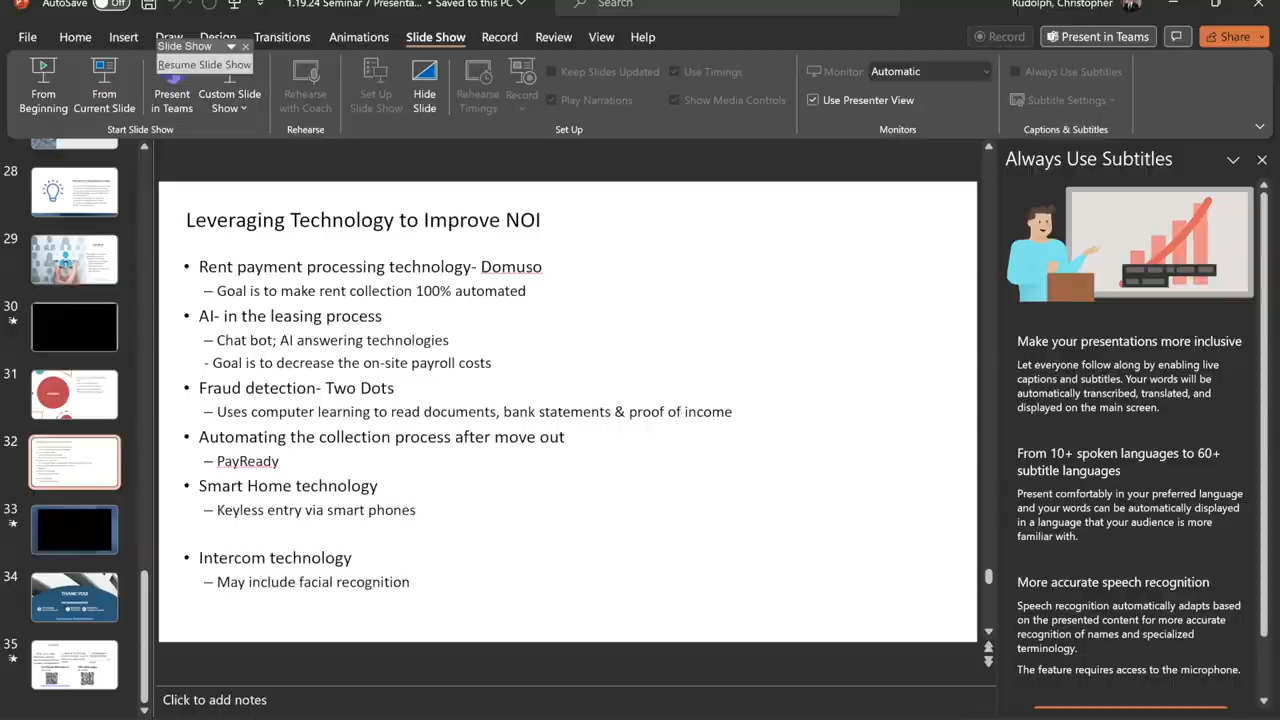 AutoSave Off 1.19.24 Seminar 7 Presenta... • Saved to this PC Search Rudolph, Christopher
File Home Insert Draw Design Transitions Animations Slide Show Record Review View Help Record Present in Teams Share
Slide Show
Resume Slide Show
From Beginning
From Current Slide
Present in Teams
Custom Slide Show
Rehearse with Coach
Set Up Slide Show
Hide Slide
Rehearse Timings
Record
Keep Slides Updated
Play Narrations
Use Timings
Show Media Controls
Monitor: Automatic
Use Presenter View
Always Use Subtitles
Subtitle Settings
Start Slide Show Rehearse Set Up Monitors Captions & Subtitles
28
29
30
31
32
33
34
THANK YOU!
35
Leveraging Technology to Improve NOI
• Rent payment processing technology- Domuso
– Goal is to make rent collection 100% automated
• AI- in the leasing process
– Chat bot; AI answering technologies
- Goal is to decrease the on-site payroll costs
• Fraud detection- Two Dots
– Uses computer learning to read documents, bank statements & proof of income
• Automating the collection process after move out
– PayReady
• Smart Home technology
– Keyless entry via smart phones
• Intercom technology
– May include facial recognition
Click to add notes
Always Use Subtitles
Make your presentations more inclusive
Let everyone follow along by enabling live
captions and subtitles. Your words will be
automatically transcribed, translated, and
displayed on the main screen.
From 10+ spoken languages to 60+
subtitle languages
Present comfortably in your preferred language
and your words can be automatically displayed
in a language that your audience is more
familiar with.
More accurate speech recognition
Speech recognition automatically adapts based
on the presented content for more accurate
recognition of names and specialized
terminology.
The feature requires access to the microphone.